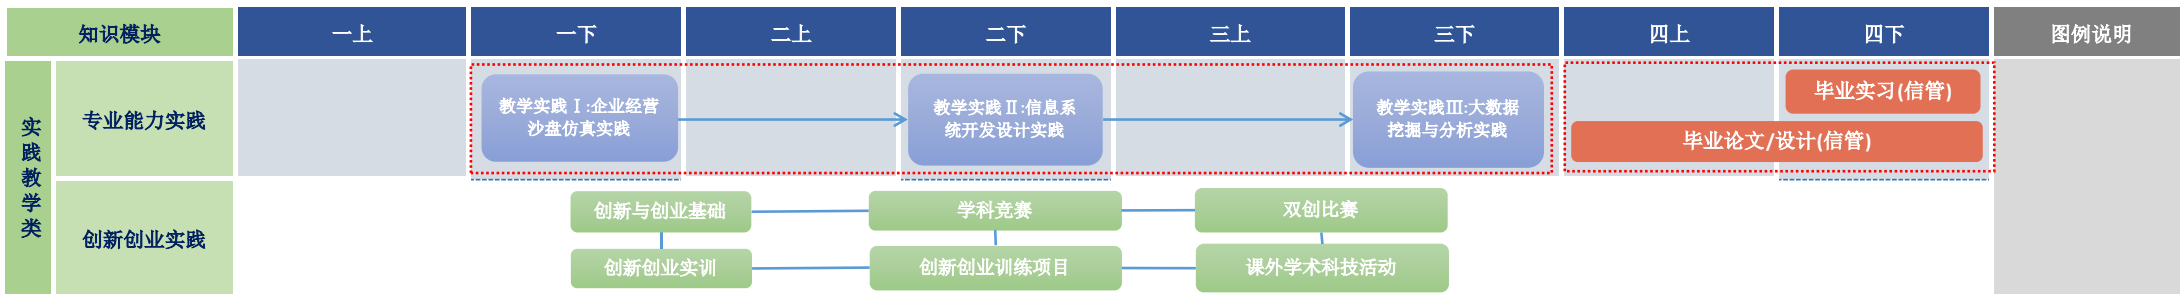 知识模块
一上
一下
二上
二下
三上
三下
四上
四下
图例说明
实践教学类
专业能力实践
教学实践Ⅰ:企业经营
沙盘仿真实践
教学实践Ⅱ:信息系
统开发设计实践
教学实践Ⅲ:大数据
挖掘与分析实践
毕业实习(信管)
毕业论文/设计(信管)
创新创业实践
创新与创业基础
学科竞赛
双创比赛
创新创业实训
创新创业训练项目
课外学术科技活动